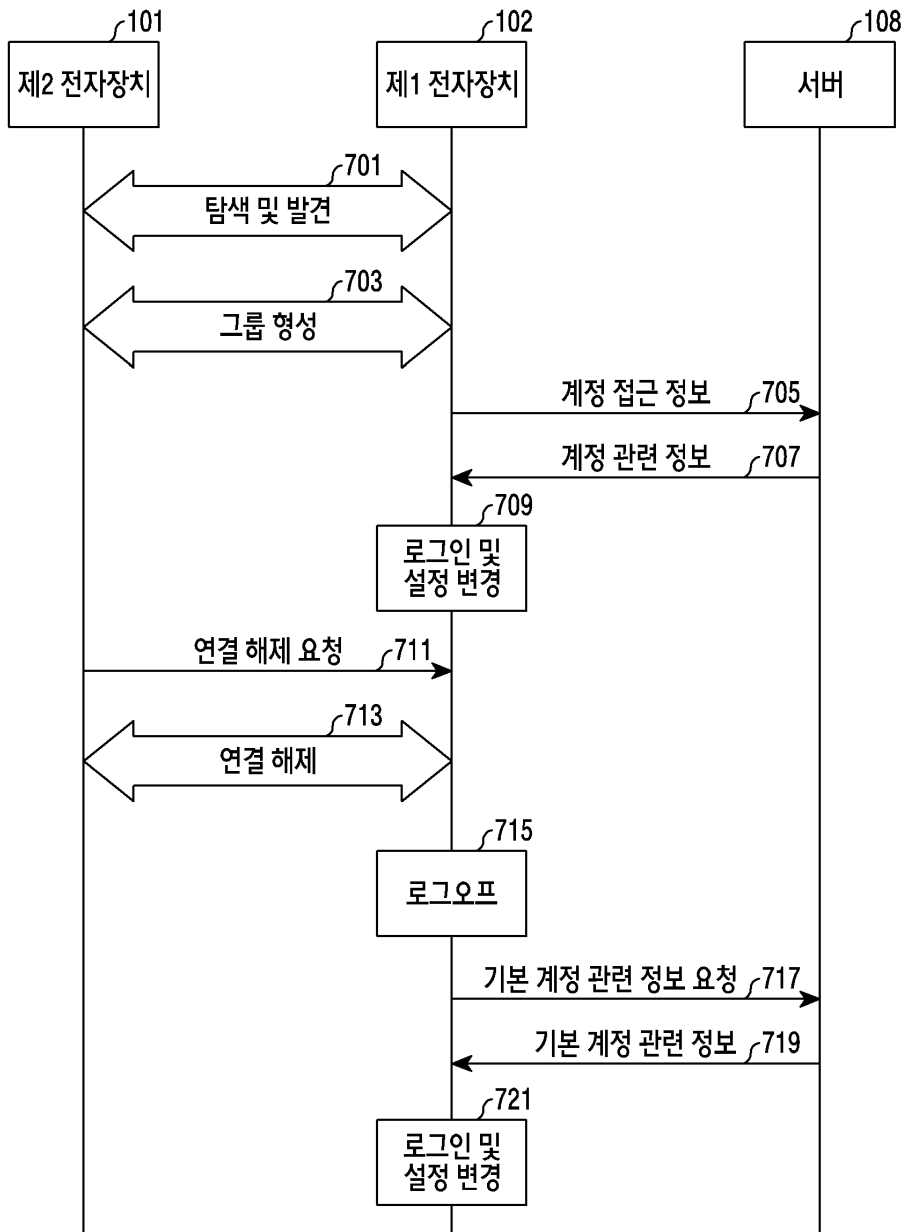 101
102
108
제2 전자장치
제1 전자장치
서버
701
탐색 및 발견
703
그룹 형성
계정 접근 정보
705
계정 관련 정보
707
709
로그인 및
설정 변경
연결 해제 요청
711
713
연결 해제
715
로그오프
기본 계정 관련 정보 요청
717
기본 계정 관련 정보
719
721
로그인 및
설정 변경